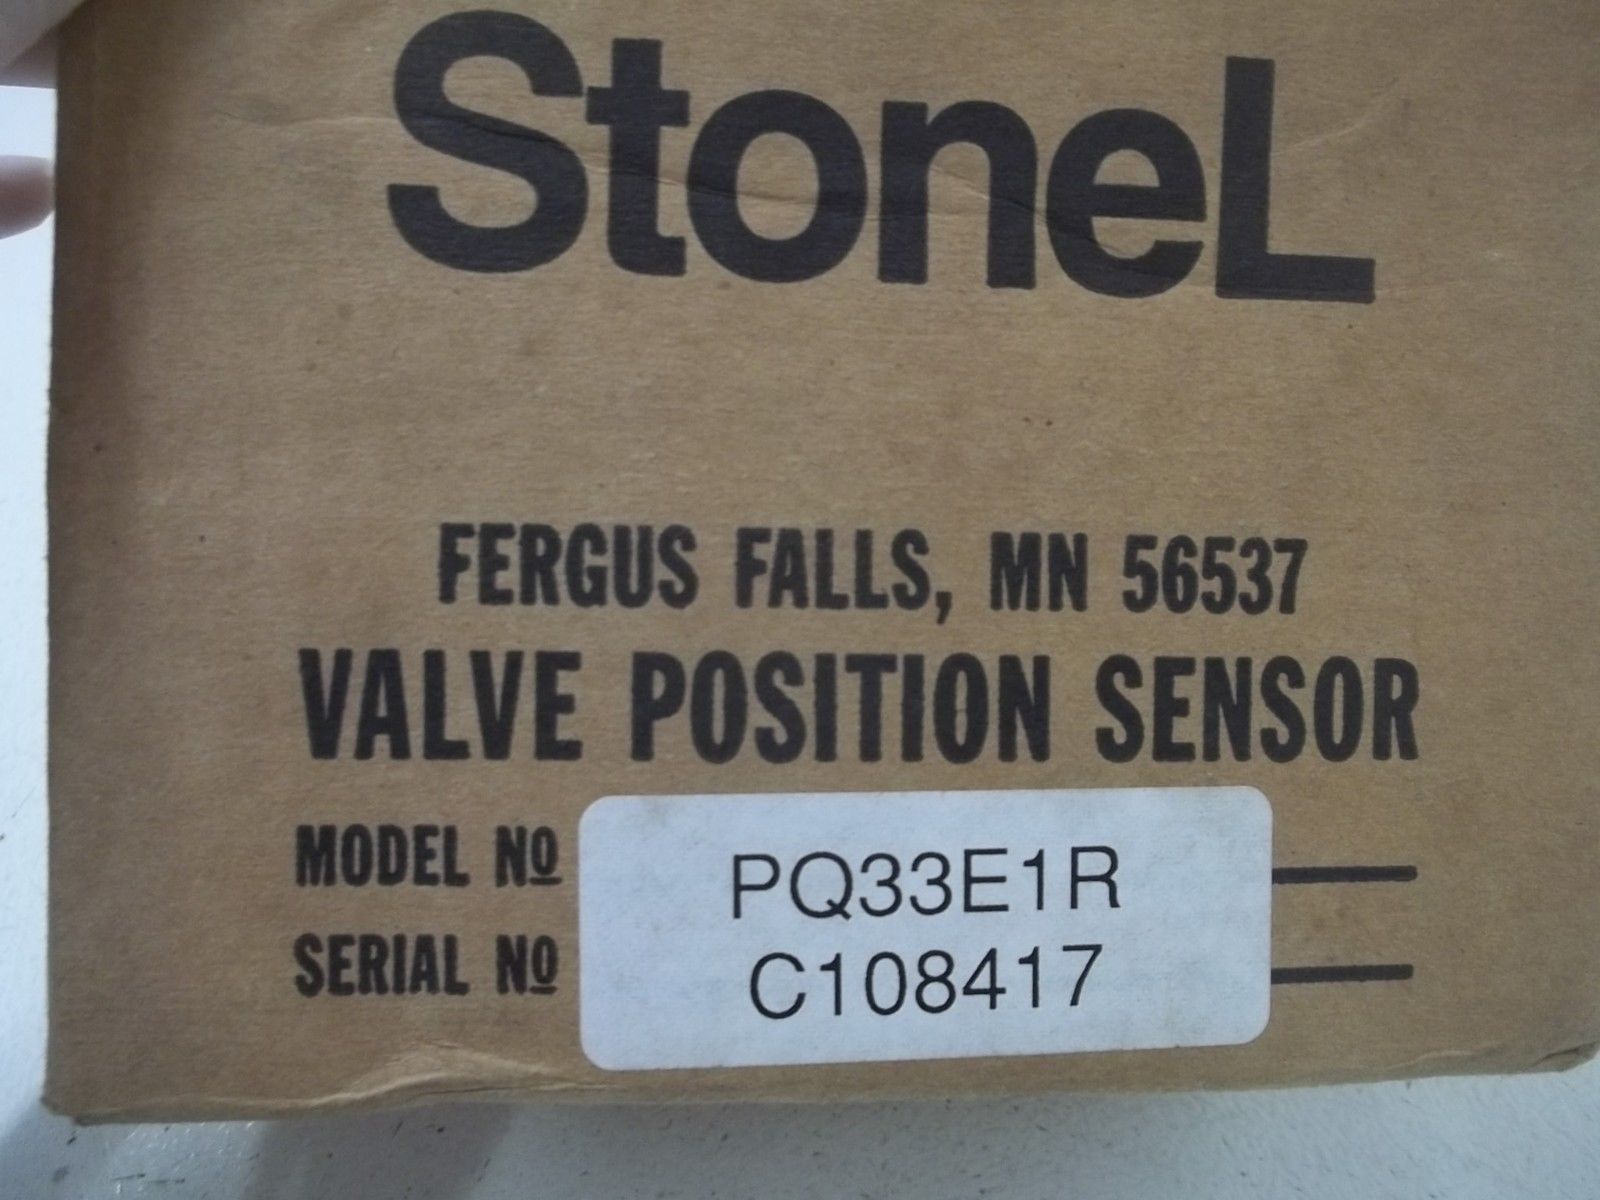 StoneL
FERGUS FALLS, MN 56537
VALVE POSITION SENSOR
MODEL Nº PQ33E1R
SERIAL Nº C108417